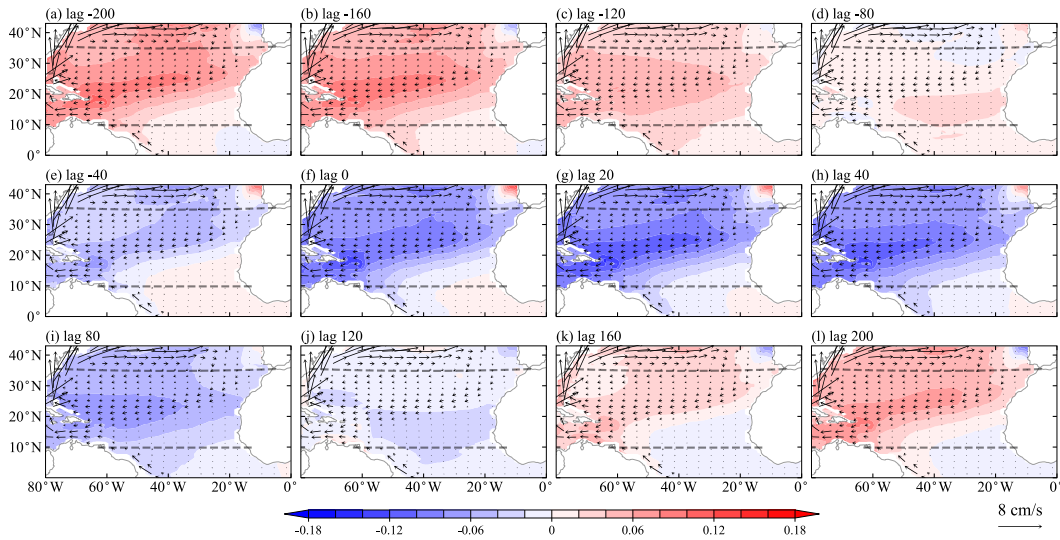 (a) lag -200 (b) lag -160 (c) lag -120 (d) lag -80
40°N
30°N
20°N
10°N
0°
(e) lag -40 (f) lag 0 (g) lag 20 (h) lag 40
40°N
30°N
20°N
10°N
0°
(i) lag 80 (j) lag 120 (k) lag 160 (l) lag 200
40°N
30°N
20°N
10°N
0°
80°W 60°W 40°W 20°W 0° 60°W 40°W 20°W 0° 60°W 40°W 20°W 0° 60°W 40°W 20°W 0°
-0.18 -0.12 -0.06 0 0.06 0.12 0.18
8 cm/s